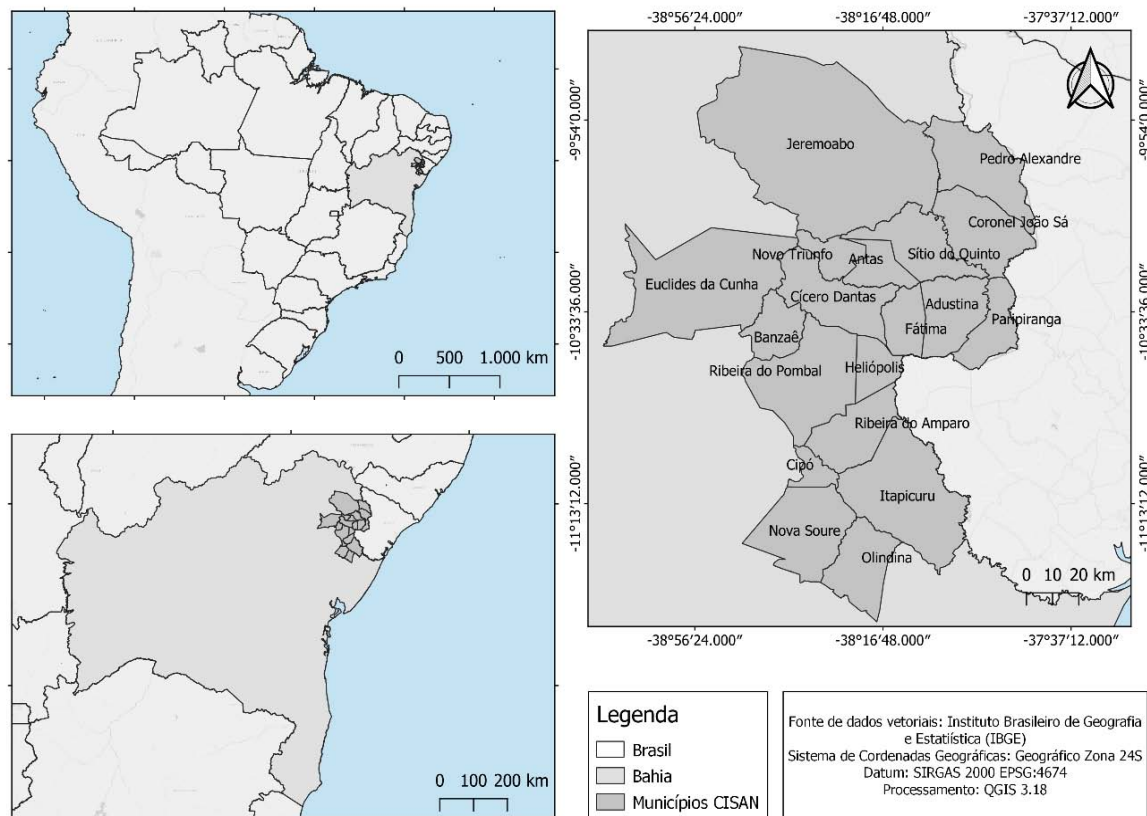 0 500 1.000 km
0 100 200 km
-38°56′24.000″ -38°16′48.000″ -37°37′12.000″
-9°54′0.000″
-10°33′36.000″
-11°13′12.000″
-9°54′0.000″
-10°33′36.000″
-11°13′12.000″
Jeremoabo
Pedro Alexandre
Coronel João Sá
Novo Triunfo
Antas
Sítio do Quinto
Euclides da Cunha
Cícero Dantas
Adustina
Paripiranga
Fátima
Banzaê
Ribeira do Pombal
Heliópolis
Ribeira do Amparo
Cipó
Itapicuru
Nova Soure
Olindina
0 10 20 km
-38°56′24.000″ -38°16′48.000″ -37°37′12.000″
Legenda
Brasil
Bahia
Municípios CISAN
Fonte de dados vetoriais: Instituto Brasileiro de Geografia
e Estatíistica (IBGE)
Sistema de Cordenadas Geográficas: Geográfico Zona 24S
Datum: SIRGAS 2000 EPSG:4674
Processamento: QGIS 3.18